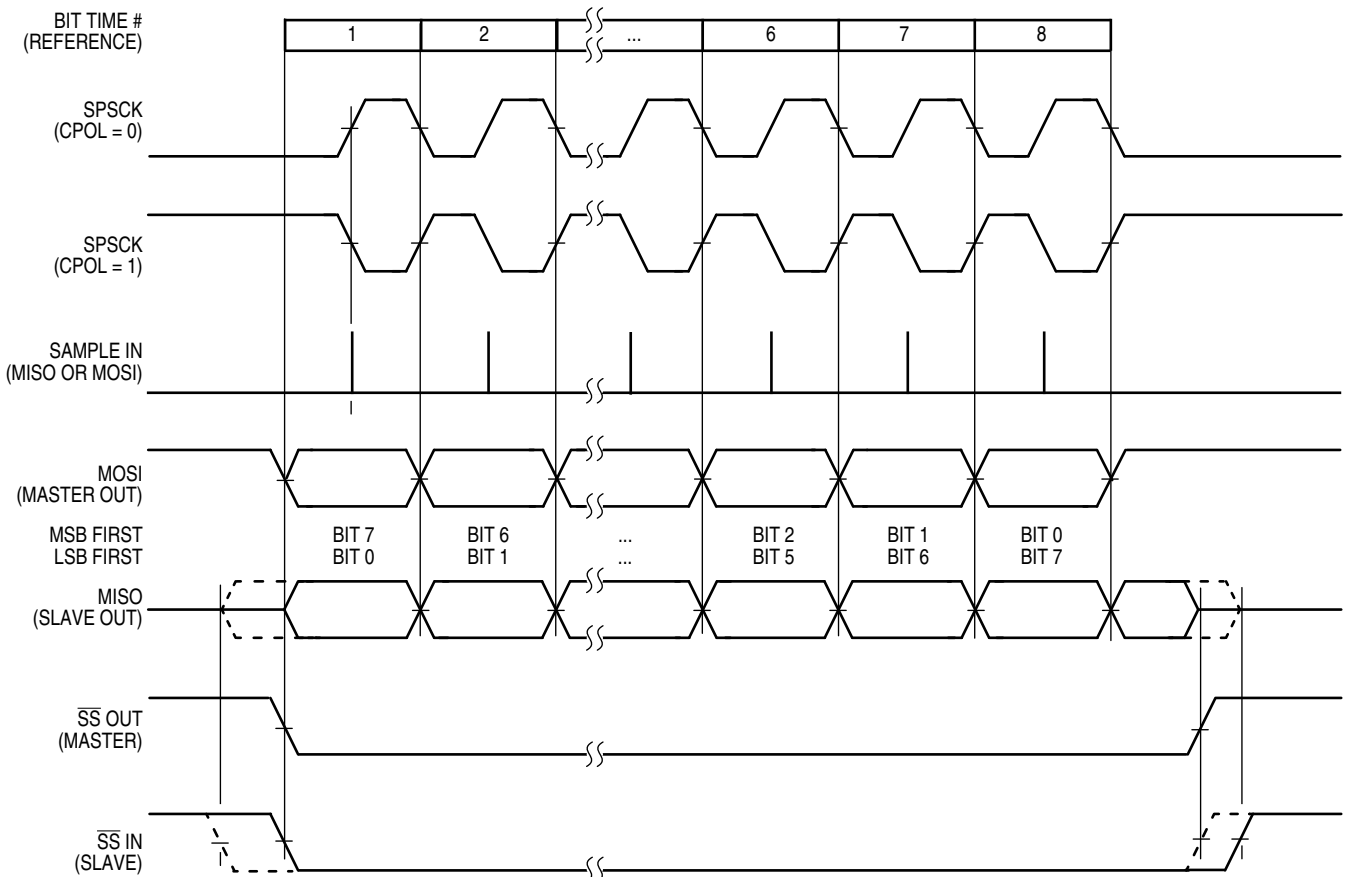 BIT TIME #
(REFERENCE)
1 2 ... 6 7 8
SPSCK
(CPOL = 0)
SPSCK
(CPOL = 1)
SAMPLE IN
(MISO OR MOSI)
MOSI
(MASTER OUT)
MSB FIRST BIT 7 BIT 6 ... BIT 2 BIT 1 BIT 0
LSB FIRST BIT 0 BIT 1 ... BIT 5 BIT 6 BIT 7
MISO
(SLAVE OUT)
S̅S̅ OUT
(MASTER)
S̅S̅ IN
(SLAVE)